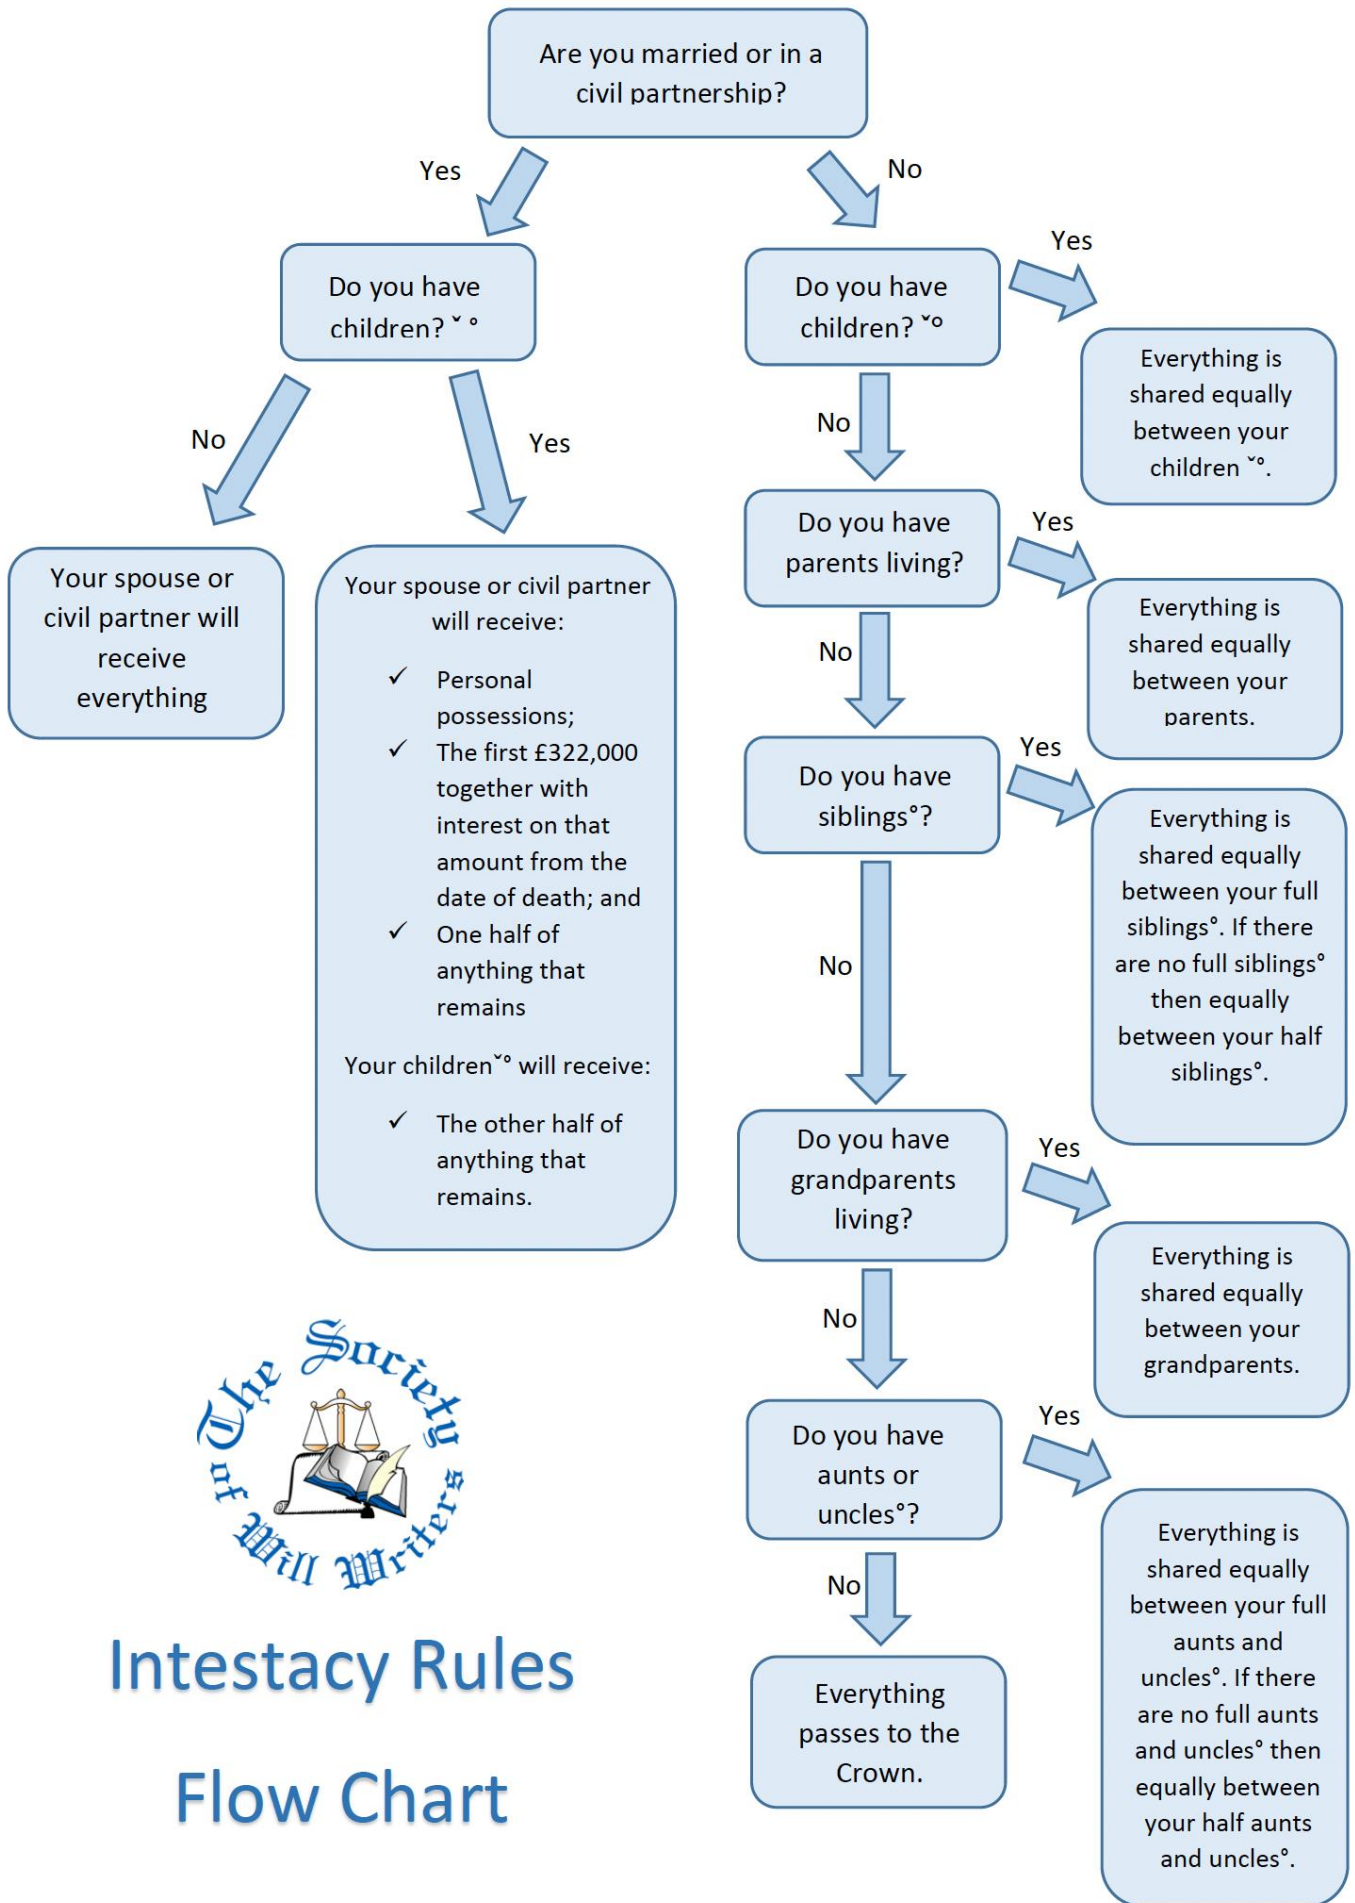 Are you married or in a
civil partnership?
Yes
No
Do you have
children? ˇ °
Do you have
children? ˇ°
Yes
Everything is
shared equally
between your
children ˇ°.
No
Yes
No
Your spouse or
civil partner will
receive
everything
Your spouse or civil partner
will receive:
✓ Personal
possessions;
✓ The first £322,000
together with
interest on that
amount from the
date of death; and
✓ One half of
anything that
remains
Your childrenˇ° will receive:
✓ The other half of
anything that
remains.
Do you have
parents living?
Yes
Everything is
shared equally
between your
parents.
No
Do you have
siblings°?
Yes
Everything is
shared equally
between your full
siblings°. If there
are no full siblings°
then equally
between your half
siblings°.
No
Do you have
grandparents
living?
Yes
Everything is
shared equally
between your
grandparents.
No
Do you have
aunts or
uncles°?
Yes
Everything is
shared equally
between your full
aunts and
uncles°. If there
are no full aunts
and uncles° then
equally between
your half aunts
and uncles°.
No
Everything
passes to the
Crown.
The Society
of Will Writers
Intestacy Rules
Flow Chart